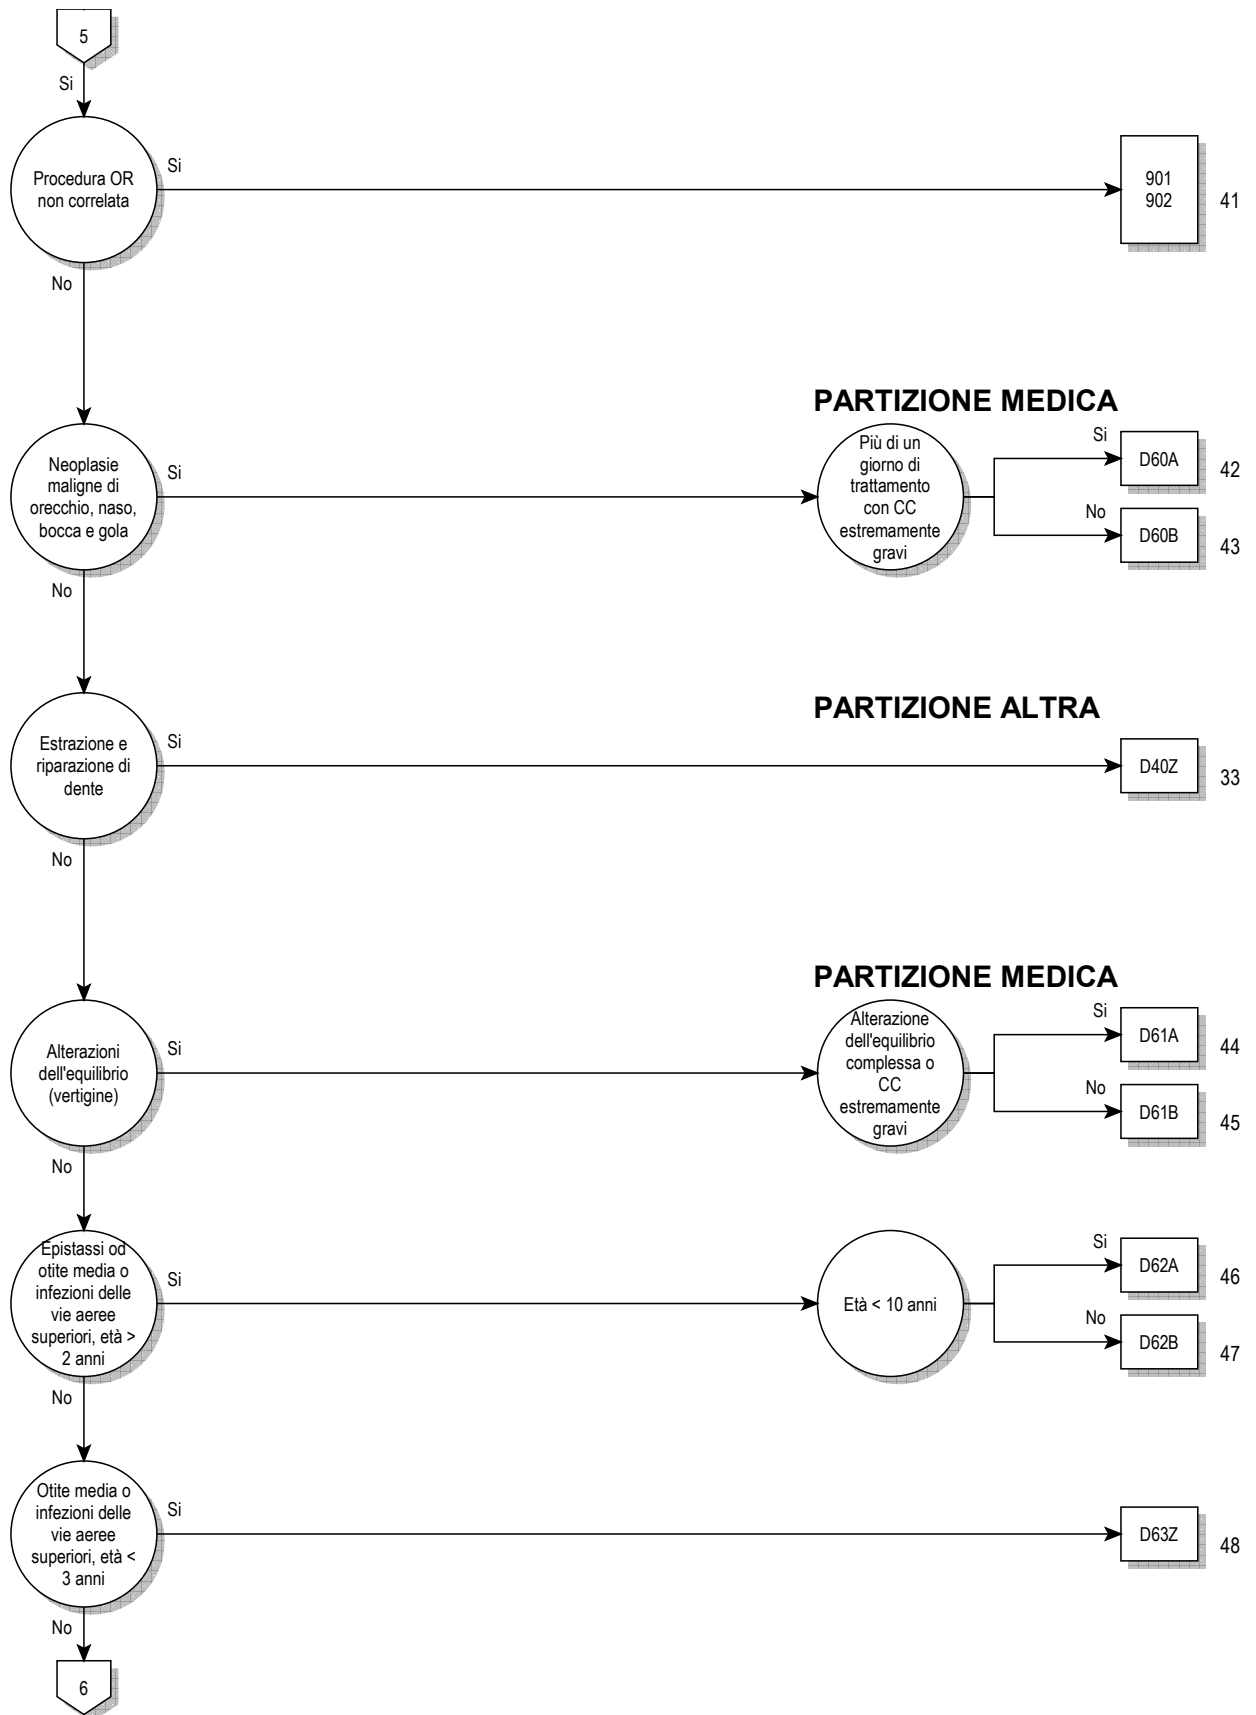 5
Si
Procedura OR
non correlata
Si
901
902
41
No
PARTIZIONE MEDICA
Neoplasie
maligne di
orecchio, naso,
bocca e gola
Si
Più di un
giorno di
trattamento
con CC
estremamente
gravi
Si
D60A
42
No
D60B
43
No
PARTIZIONE ALTRA
Estrazione e
riparazione di
dente
Si
D40Z
33
No
PARTIZIONE MEDICA
Alterazioni
dell'equilibrio
(vertigine)
Si
Alterazione
dell'equilibrio
complessa o
CC
estremamente
gravi
Si
D61A
44
No
D61B
45
No
Epistassi od
otite media o
infezioni delle
vie aeree
superiori, età >
2 anni
Si
Età < 10 anni
Si
D62A
46
No
D62B
47
No
Otite media o
infezioni delle
vie aeree
superiori, età <
3 anni
Si
D63Z
48
No
6